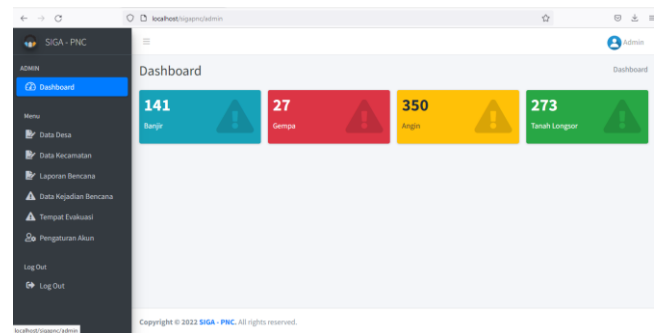 localhost/sigapnc/admin
SIGA - PNC
Admin
ADMIN
Dashboard
Menu
Data Desa
Data Kecamatan
Laporan Bencana
Data Kejadian Bencana
Tempat Evakuasi
Pengaturan Akun
Log Out
Log Out
Dashboard
Dashboard
141
Banjir
27
Gempa
350
Angin
273
Tanah Longsor
Copyright © 2022 SIGA - PNC. All rights reserved.
localhost/sigapnc/admin